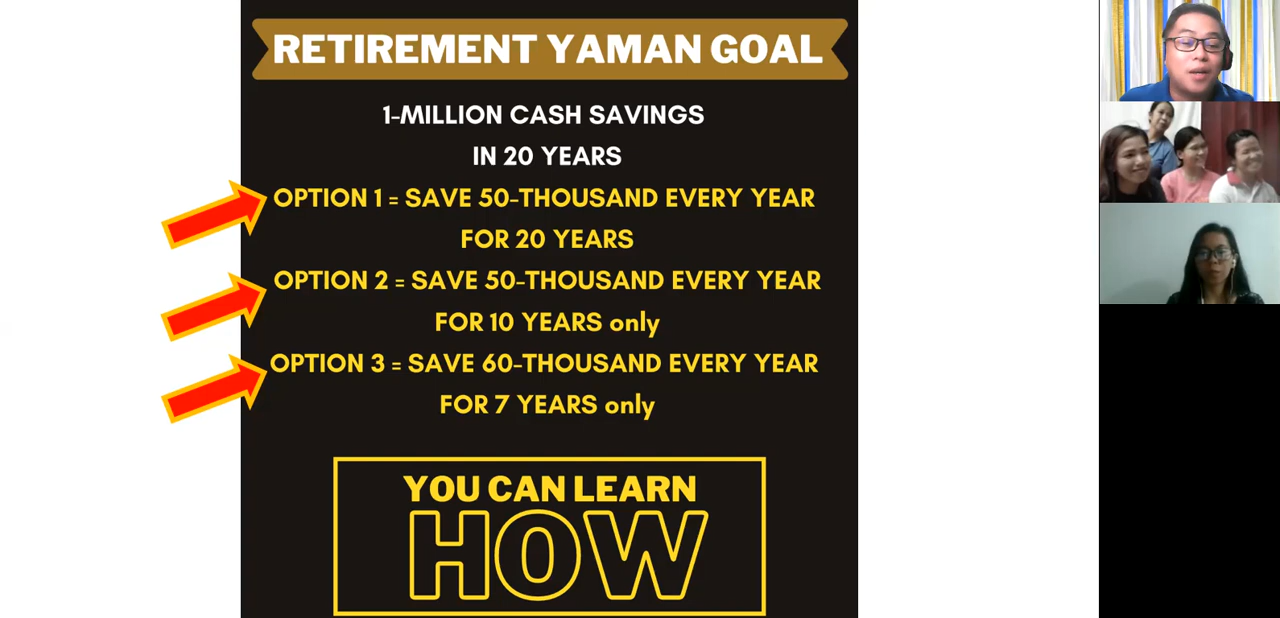 RETIREMENT YAMAN GOAL
1-MILLION CASH SAVINGS
IN 20 YEARS
OPTION 1 = SAVE 50-THOUSAND EVERY YEAR
FOR 20 YEARS
OPTION 2 = SAVE 50-THOUSAND EVERY YEAR
FOR 10 YEARS only
OPTION 3 = SAVE 60-THOUSAND EVERY YEAR
FOR 7 YEARS only
YOU CAN LEARN
HOW